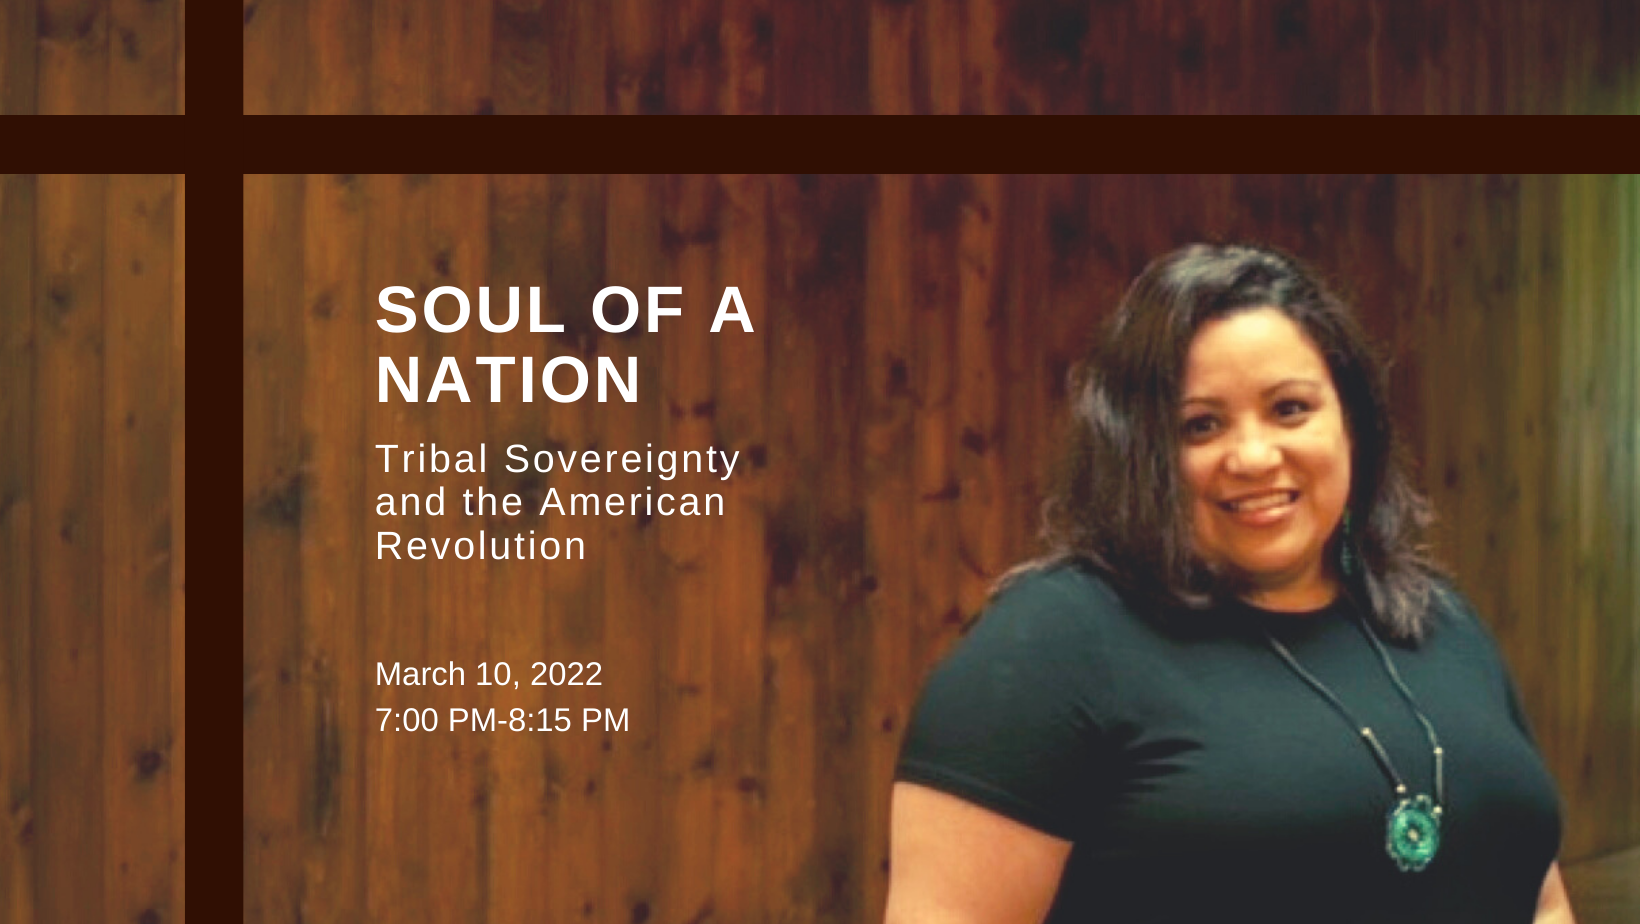 SOUL OF A
NATION
Tribal Sovereignty
and the American
Revolution
March 10, 2022
7:00 PM-8:15 PM